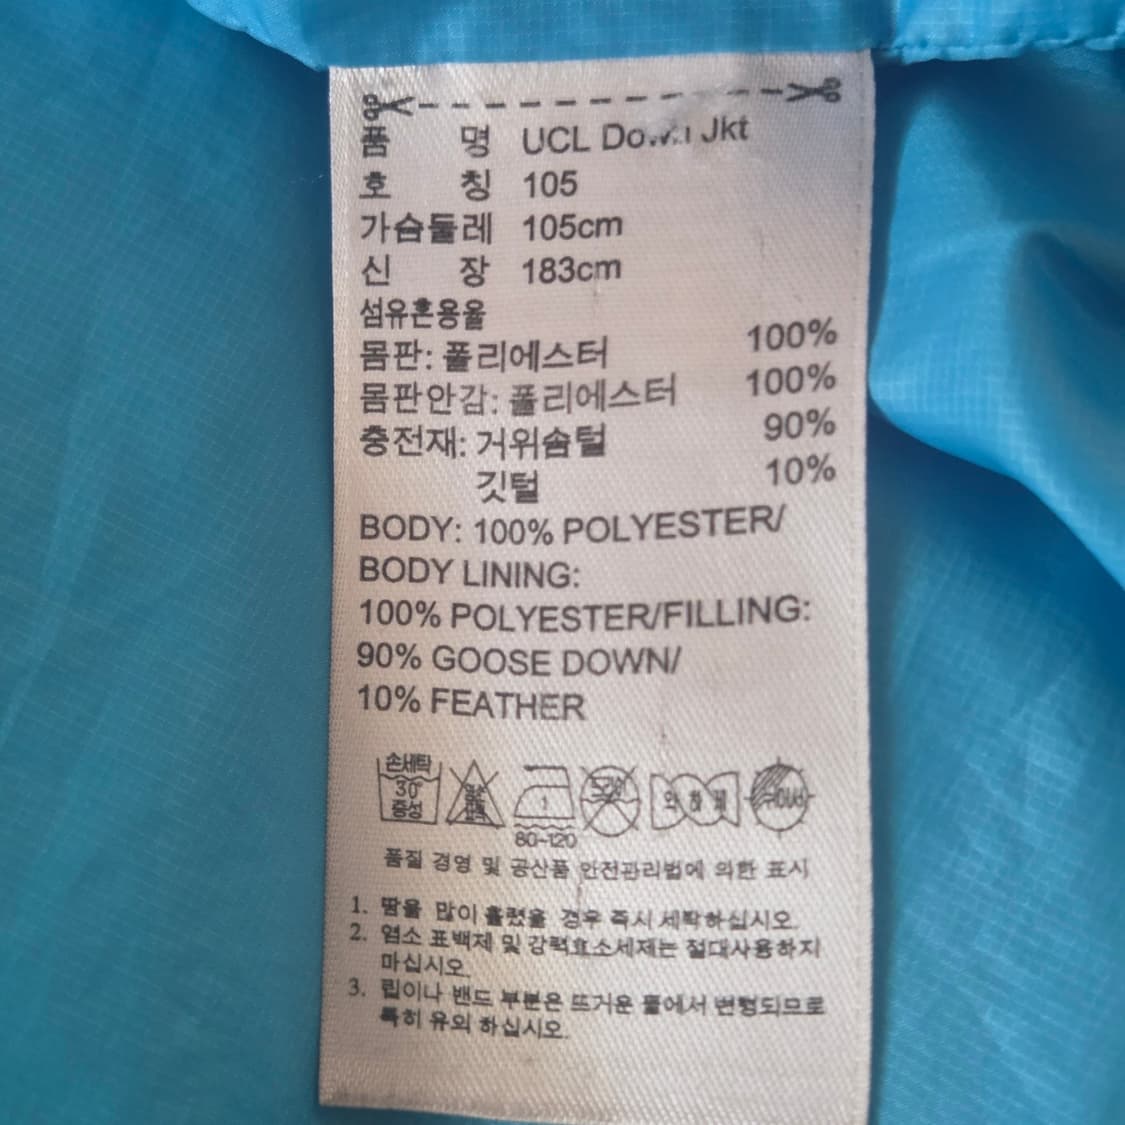 품 명 UCL Down Jkt
호 칭 105
가슴둘레 105cm
신 장 183cm
섬유혼용율
몸판: 폴리에스터 100%
몸판안감: 폴리에스터 100%
충전재: 거위솜털 90%
깃털 10%
BODY: 100% POLYESTER/
BODY LINING:
100% POLYESTER/FILLING:
90% GOOSE DOWN/
10% FEATHER
손세탁
30°
중성
1
80~120
약하게
품질 경영 및 공산품 안전관리법에 의한 표시
1. 땀을 많이 흘렸을 경우 즉시 세탁하십시오.
2. 염소 표백제 및 강력효소세제는 절대사용하지
마십시오.
3. 립이나 밴드 부분은 뜨거운 물에서 변형되므로
특히 유의 하십시오.